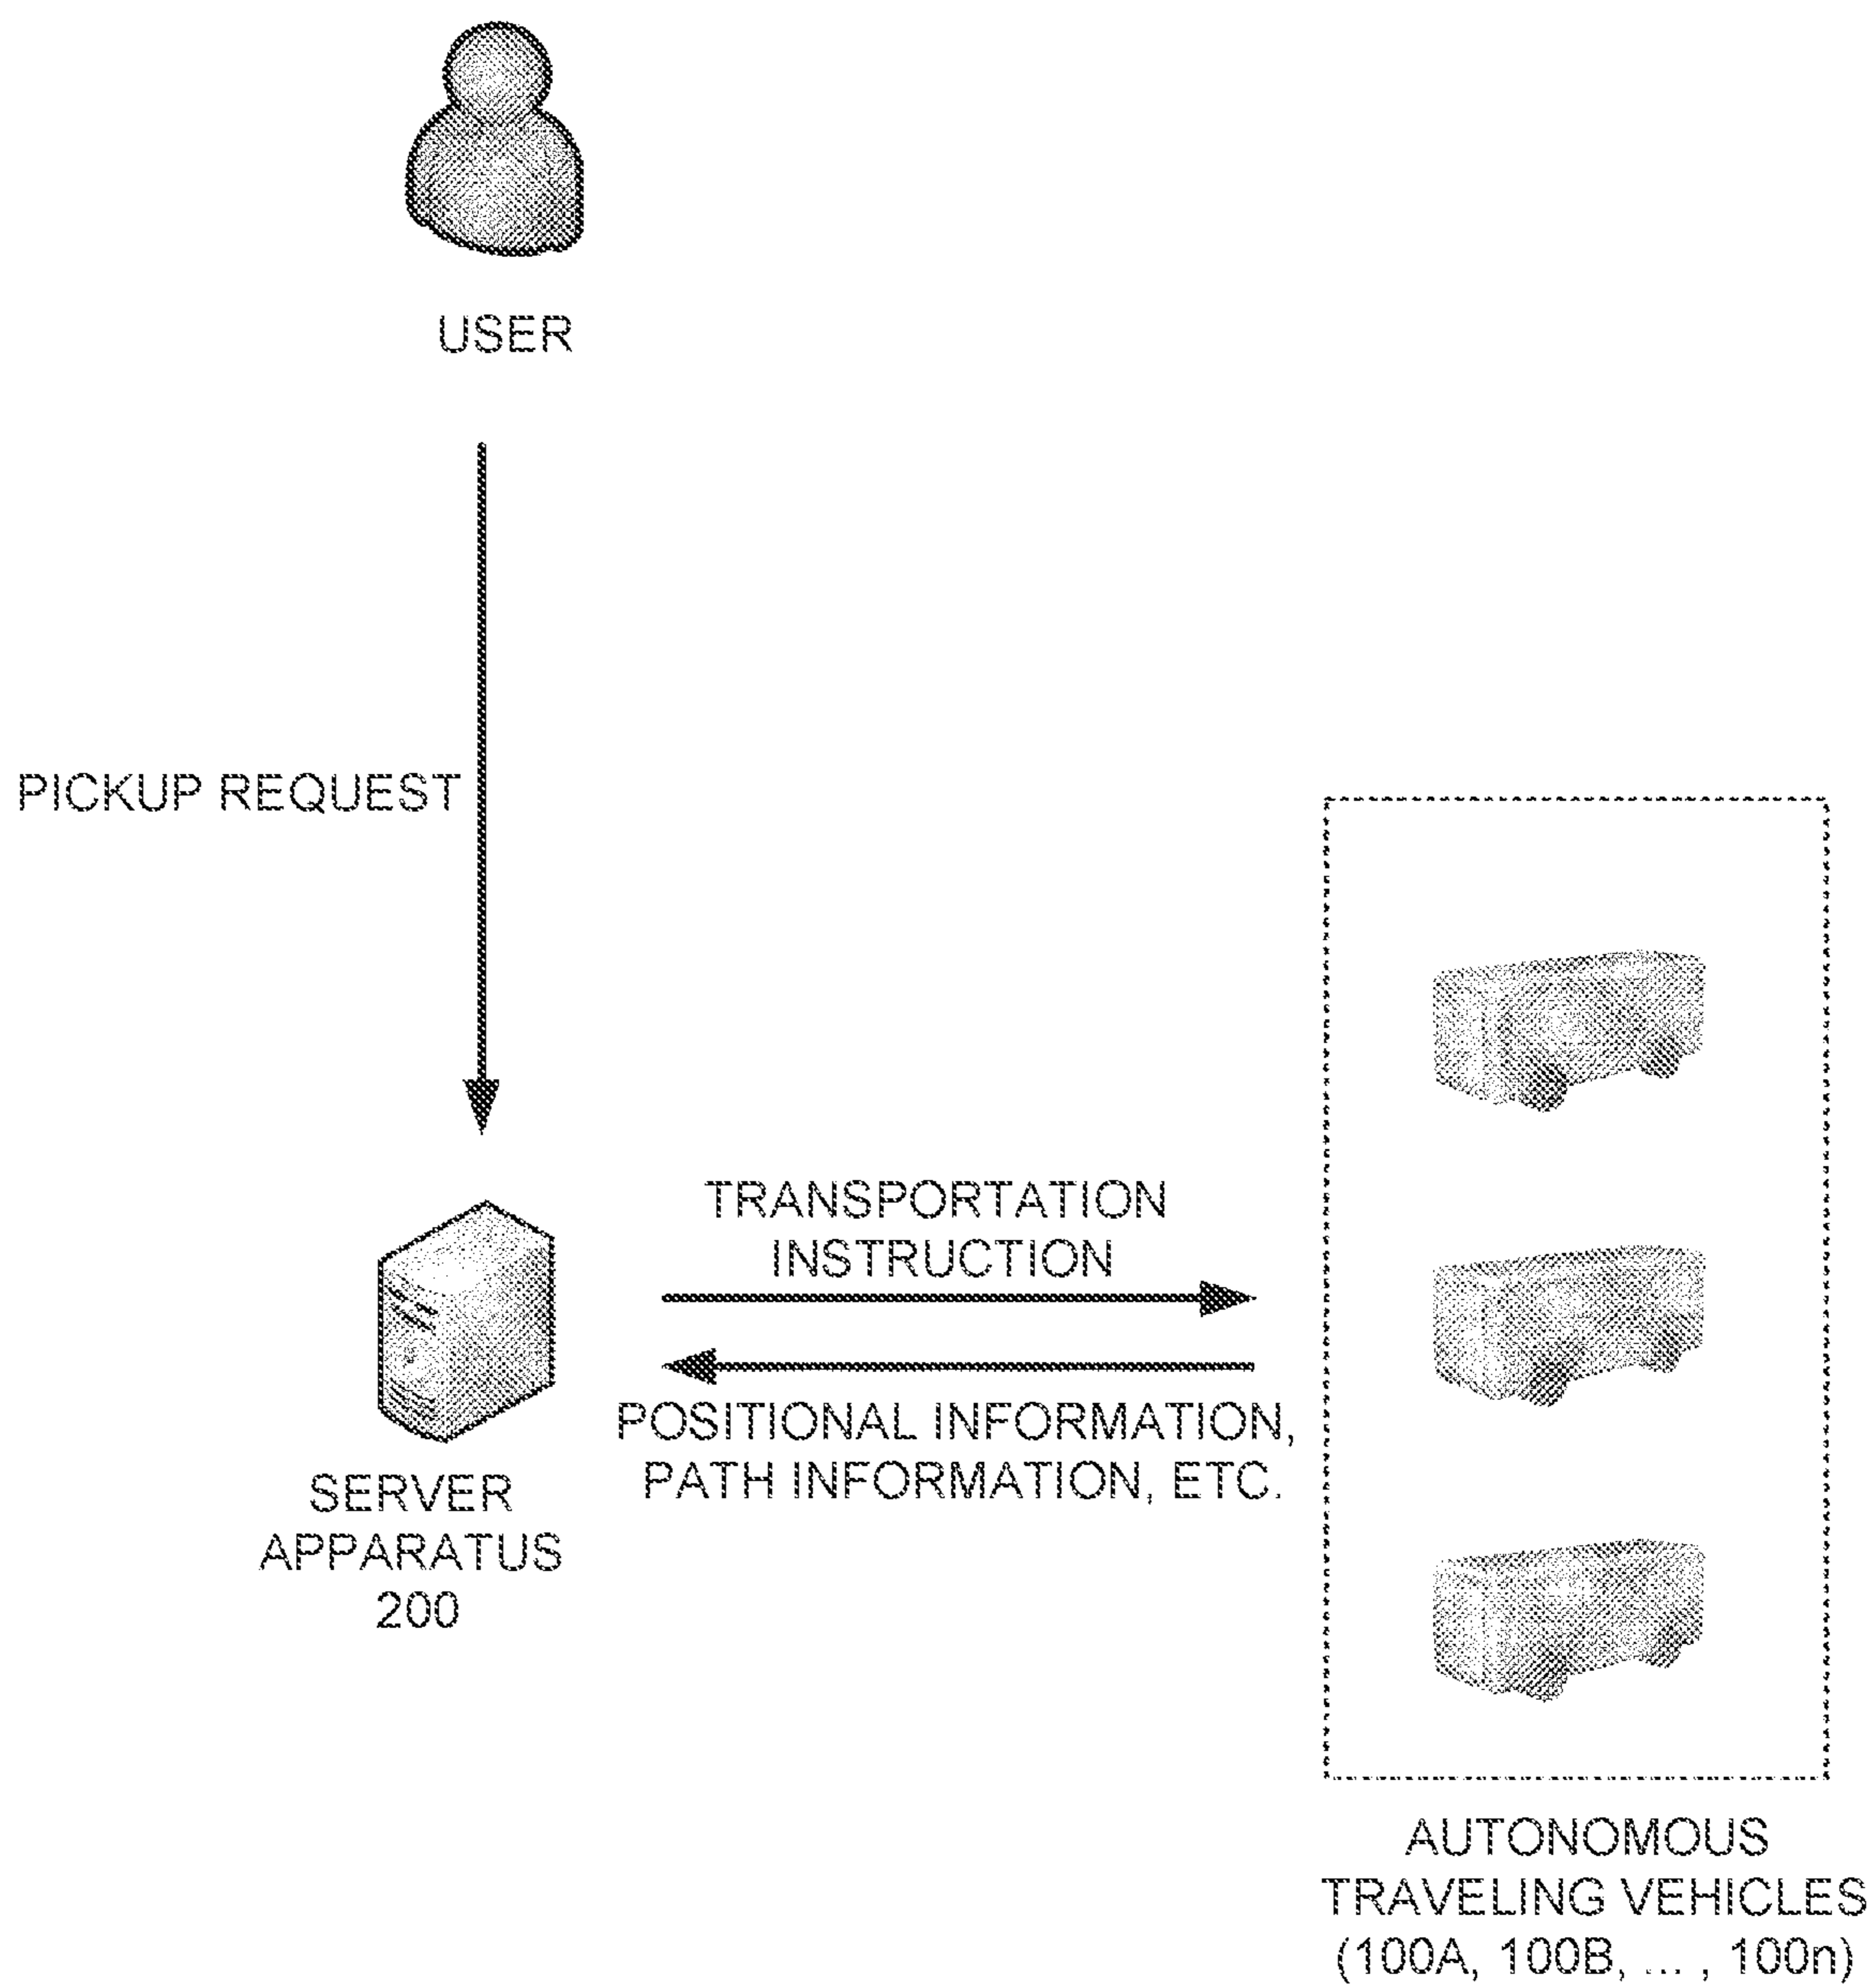 USER
PICKUP REQUEST
TRANSPORTATION
INSTRUCTION
POSITIONAL INFORMATION,
PATH INFORMATION, ETC.
SERVER
APPARATUS
200
AUTONOMOUS
TRAVELING VEHICLES
(100A, 100B, ... , 100n)